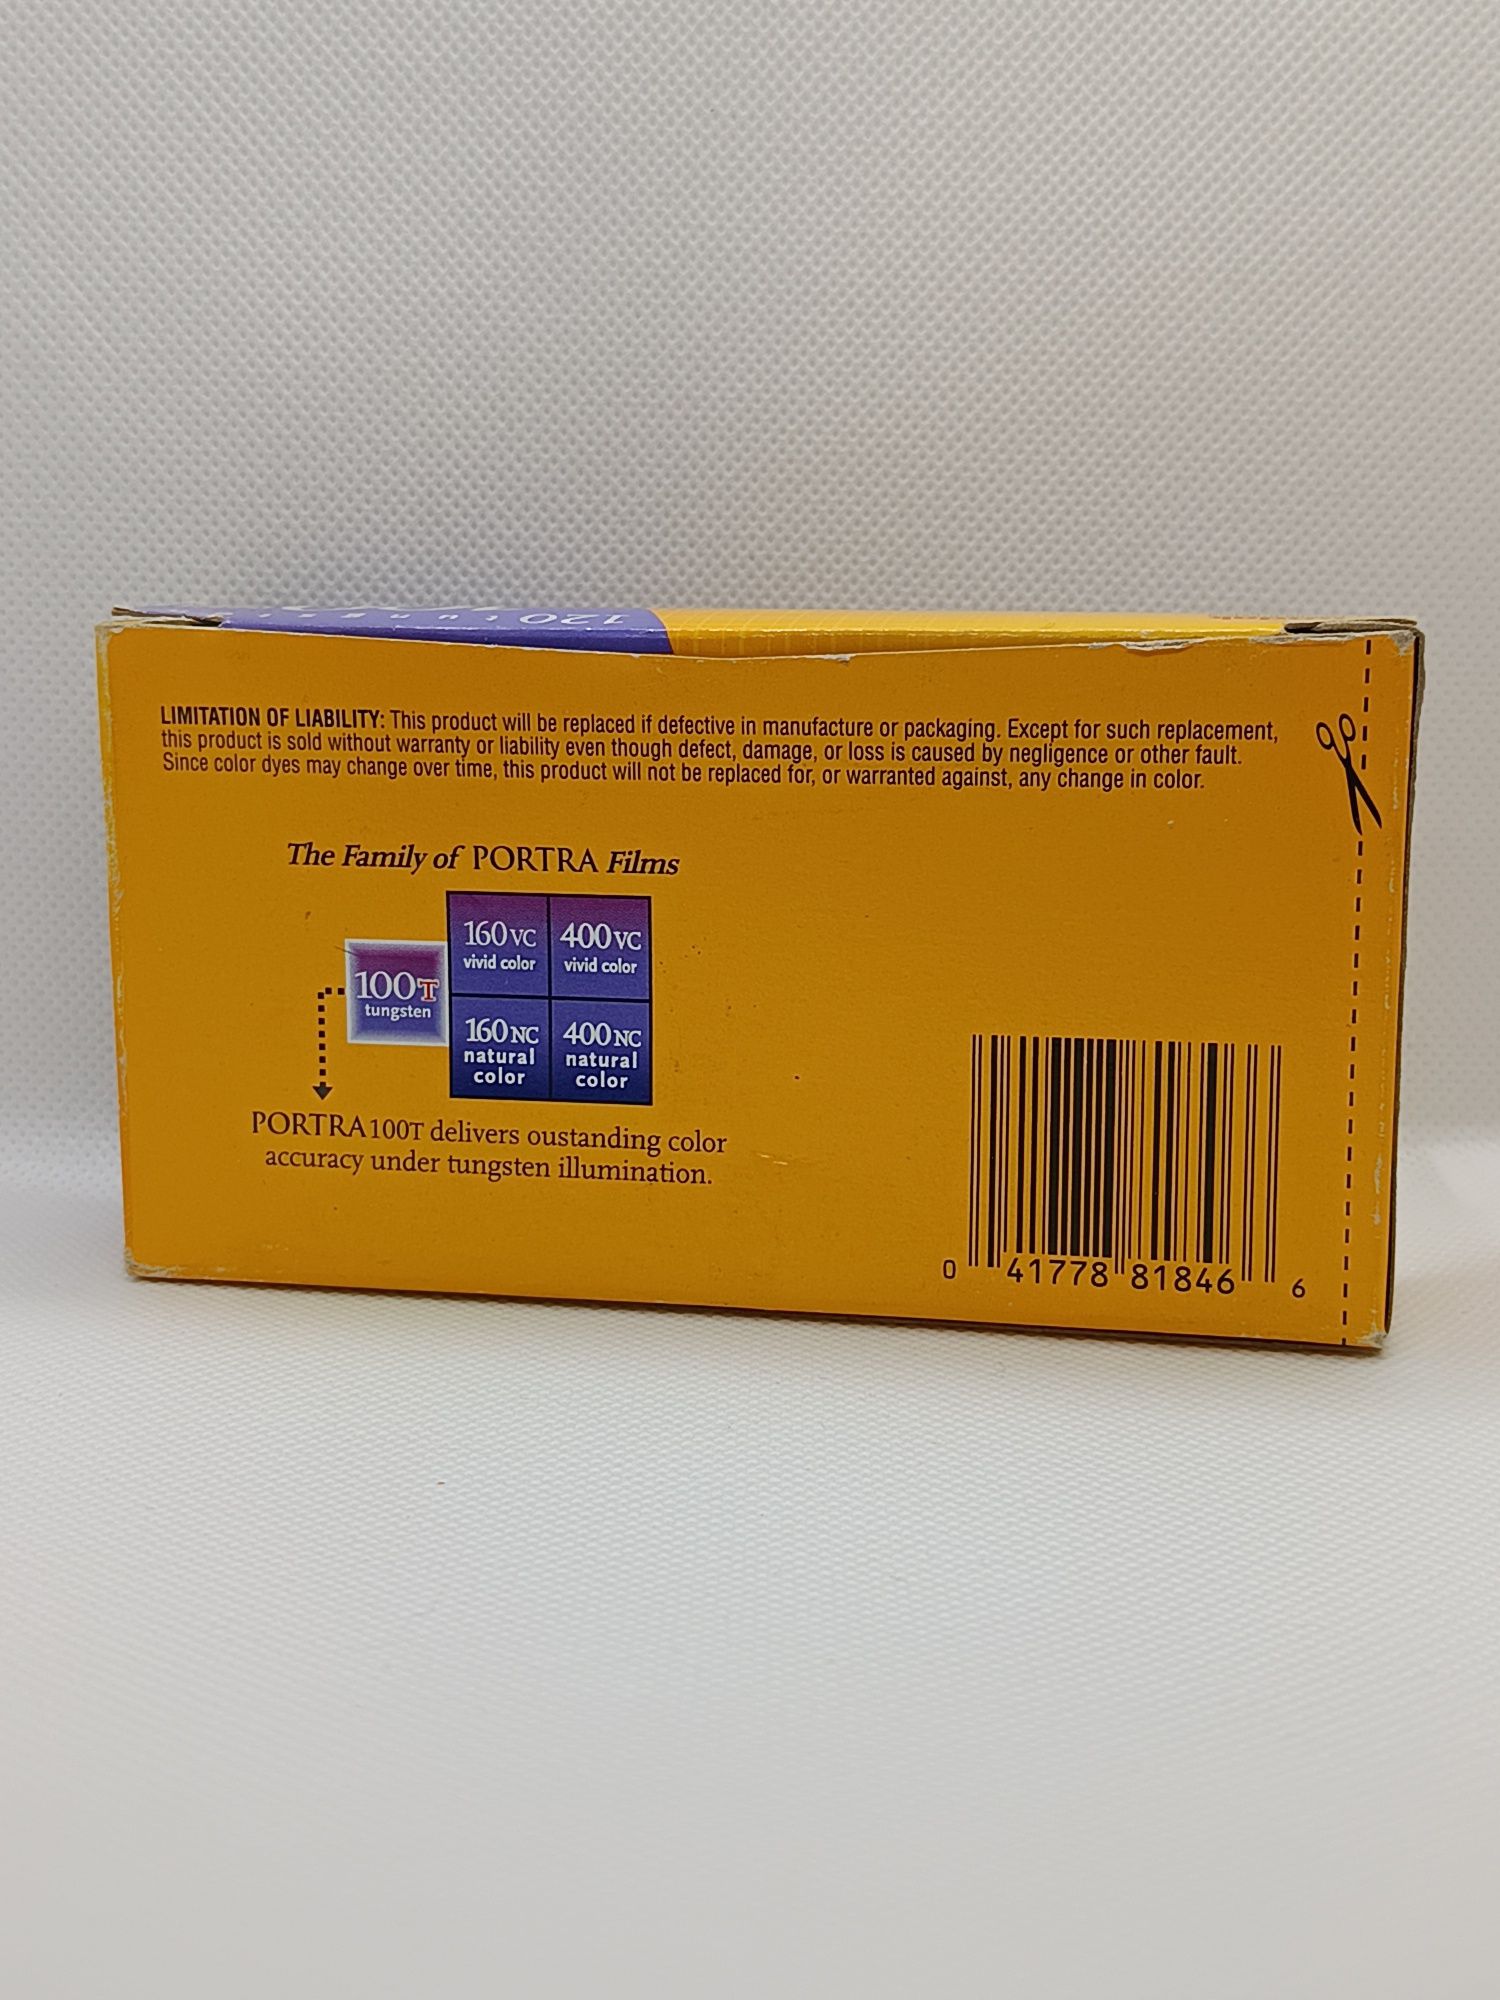 120 tungsten
LIMITATION OF LIABILITY: This product will be replaced if defective in manufacture or packaging. Except for such replacement,
this product is sold without warranty or liability even though defect, damage, or loss is caused by negligence or other fault.
Since color dyes may change over time, this product will not be replaced for, or warranted against, any change in color.
The Family of PORTRA Films
160VC
vivid color
400VC
vivid color
100T
tungsten
160NC
natural
color
400NC
natural
color
PORTRA 100T delivers oustanding color
accuracy under tungsten illumination.
0 41778 81846 6